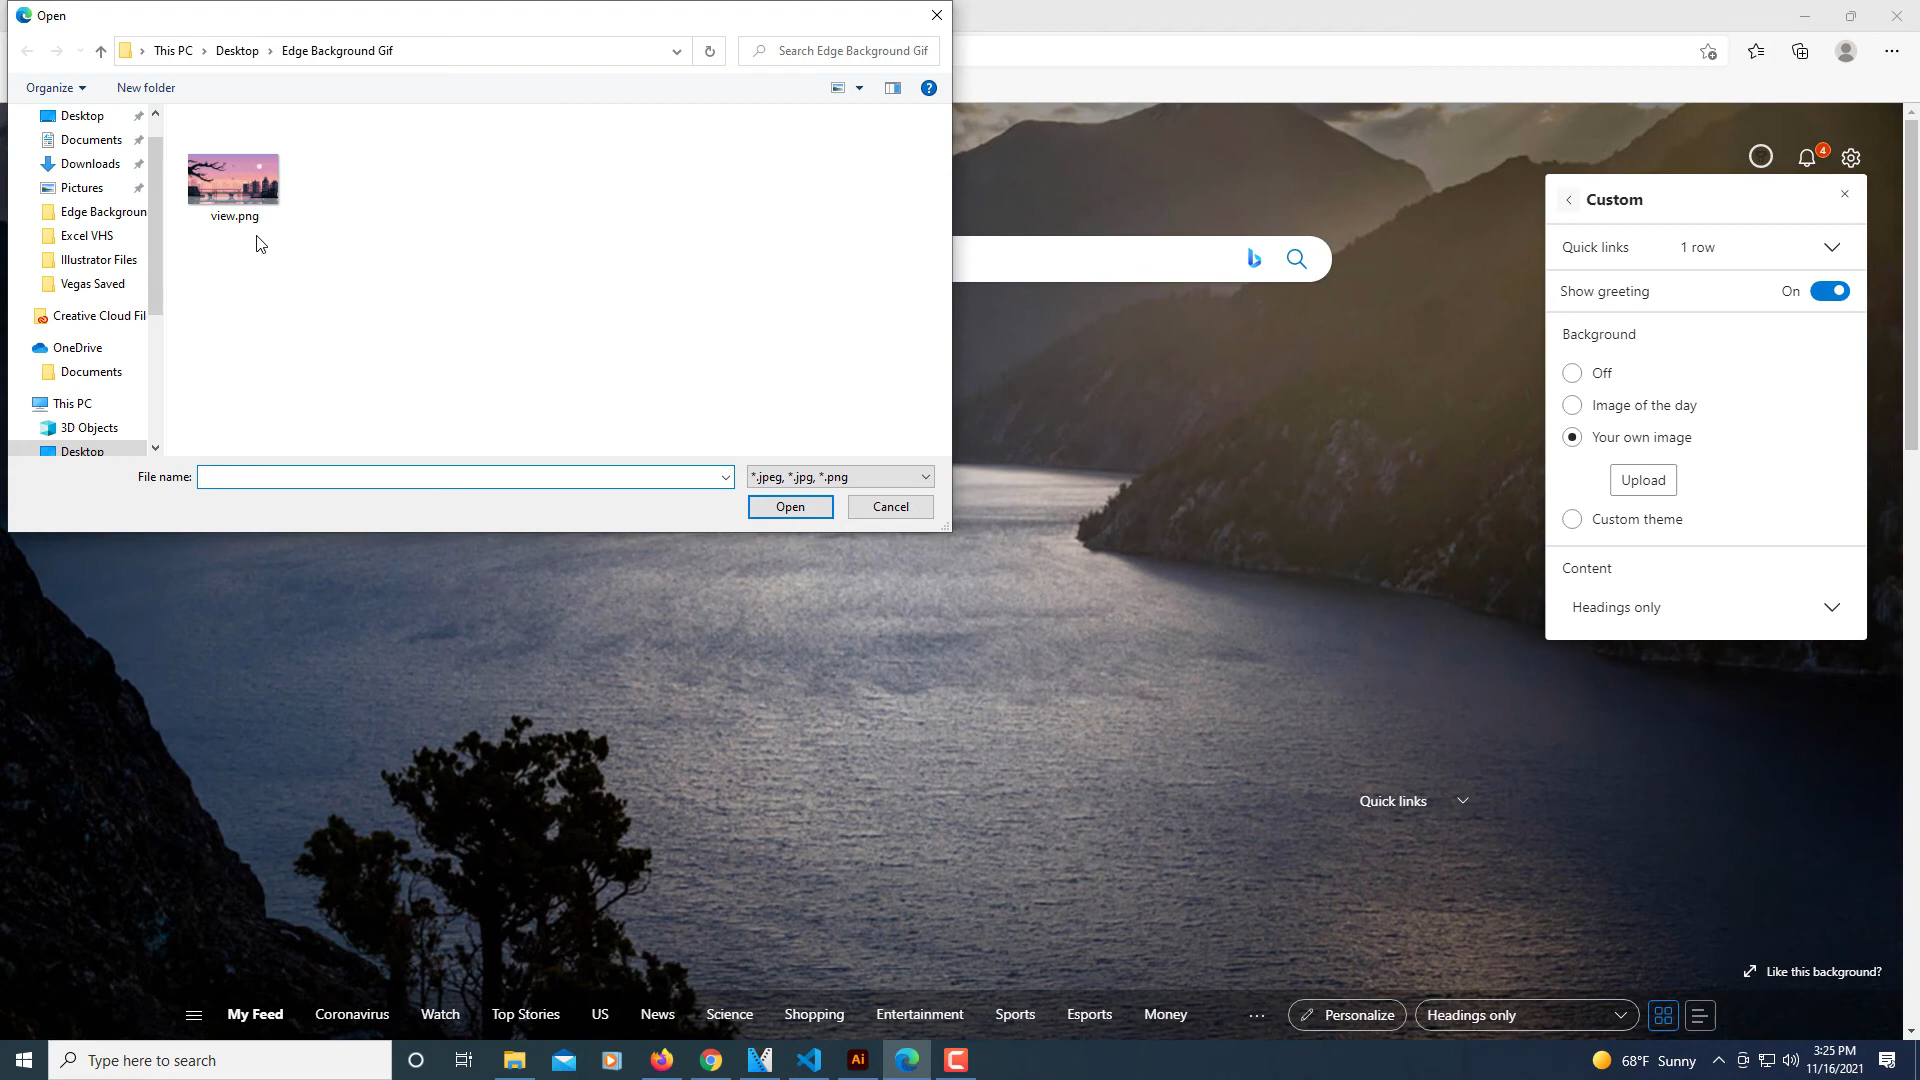 Open
This PC
Desktop
Edge Background Gif
Search Edge Background Gif
Organize
New folder
Desktop
Documents
Downloads
Pictures
Edge Backgroun
Excel VHS
Illustrator Files
Vegas Saved
Creative Cloud Fil
OneDrive
Documents
This PC
3D Objects
Desktop
view.png
File name:
*.jpeg, *.jpg, *.png
Open
Cancel
4
Custom
Quick links 1 row
Show greeting On
Background
Off
Image of the day
Your own image
Upload
Custom theme
Content
Headings only
Quick links
Like this background?
My Feed Coronavirus Watch Top Stories US News Science Shopping Entertainment Sports Esports Money ... Personalize Headings only
Type here to search
Ai
68°F Sunny
3:25 PM
11/16/2021